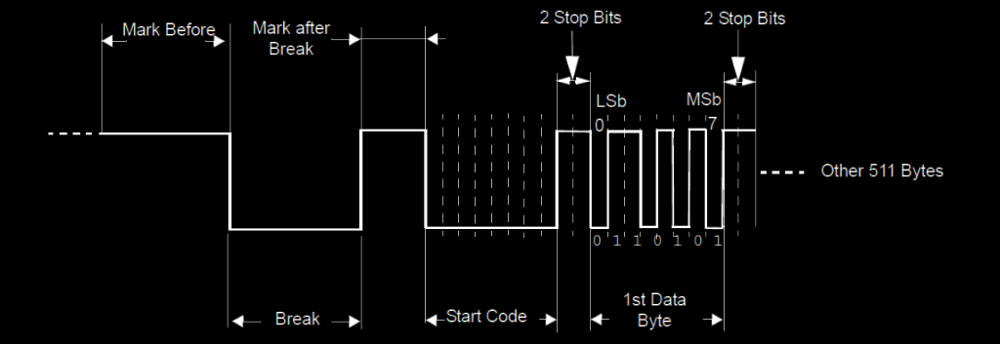 2 Stop Bits
2 Stop Bits
Mark Before
Mark after
Break
LSb
MSb
0
7
Other 511 Bytes
0 1 1 0 1 0 1
Break
Start Code
1st Data
Byte